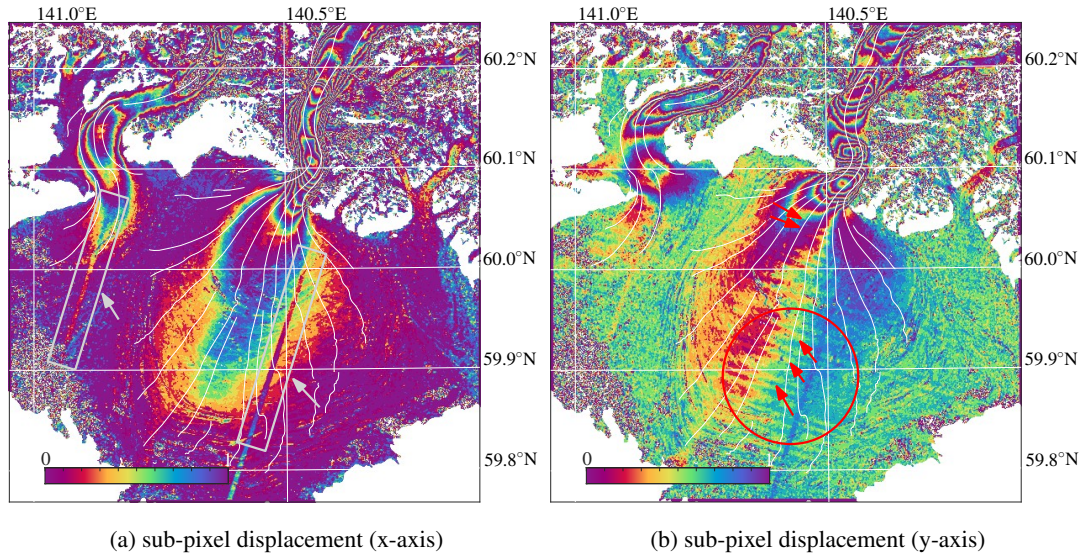 141.0°E 140.5°E
60.2°N
60.1°N
60.0°N
59.9°N
59.8°N
0 1
(a) sub-pixel displacement (x-axis)
141.0°E 140.5°E
60.2°N
60.1°N
60.0°N
59.9°N
59.8°N
0 1
(b) sub-pixel displacement (y-axis)